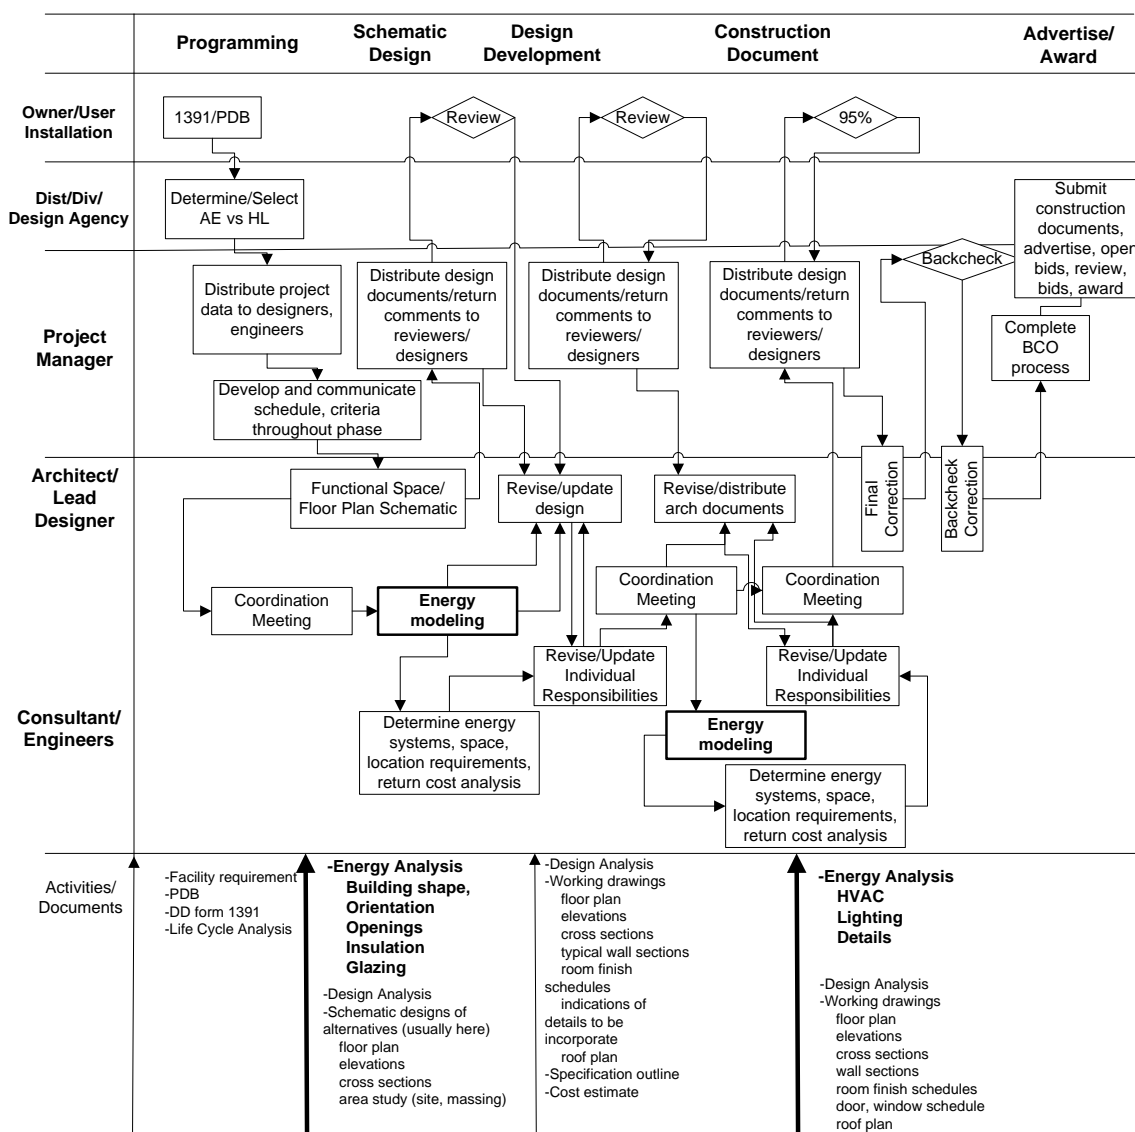 Programming
Schematic
Design
Design
Development
Construction
Document
Advertise/
Award
Owner/User
Installation
1391/PDB
Review
Review
95%
Dist/Div/
Design Agency
Determine/Select
AE vs HL
Submit
construction
documents,
advertise, open
bids, review,
bids, award
Project
Manager
Distribute project
data to designers,
engineers
Distribute design
documents/return
comments to
reviewers/
designers
Distribute design
documents/return
comments to
reviewers/
designers
Distribute design
documents/return
comments to
reviewers/
designers
Backcheck
Complete
BCO
process
Develop and communicate
schedule, criteria
throughout phase
Architect/
Lead
Designer
Functional Space/
Floor Plan Schematic
Revise/update
design
Revise/distribute
arch documents
Final
Correction
Backcheck
Correction
Coordination
Meeting
Energy
modeling
Coordination
Meeting
Coordination
Meeting
Consultant/
Engineers
Revise/Update
Individual
Responsibilities
Revise/Update
Individual
Responsibilities
Determine energy
systems, space,
location requirements,
return cost analysis
Energy
modeling
Determine energy
systems, space,
location requirements,
return cost analysis
Activities/
Documents
-Facility requirement
-PDB
-DD form 1391
-Life Cycle Analysis
-Energy Analysis
Building shape,
Orientation
Openings
Insulation
Glazing
-Design Analysis
-Schematic designs of
alternatives (usually here)
floor plan
elevations
cross sections
area study (site, massing)
-Design Analysis
-Working drawings
floor plan
elevations
cross sections
typical wall sections
room finish
schedules
indications of
details to be
incorporate
roof plan
-Specification outline
-Cost estimate
-Energy Analysis
HVAC
Lighting
Details
-Design Analysis
-Working drawings
floor plan
elevations
cross sections
wall sections
room finish schedules
door, window schedule
roof plan